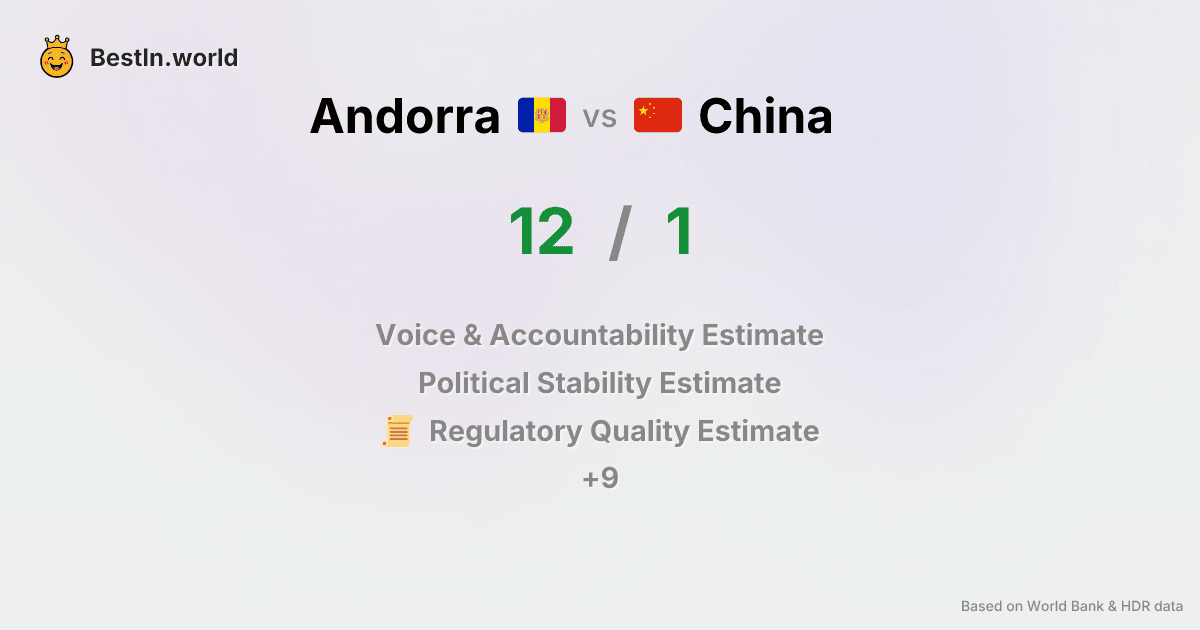 BestIn.world
Andorra vs China
12 / 1
Voice & Accountability Estimate
Political Stability Estimate
Regulatory Quality Estimate
+9
Based on World Bank & HDR data